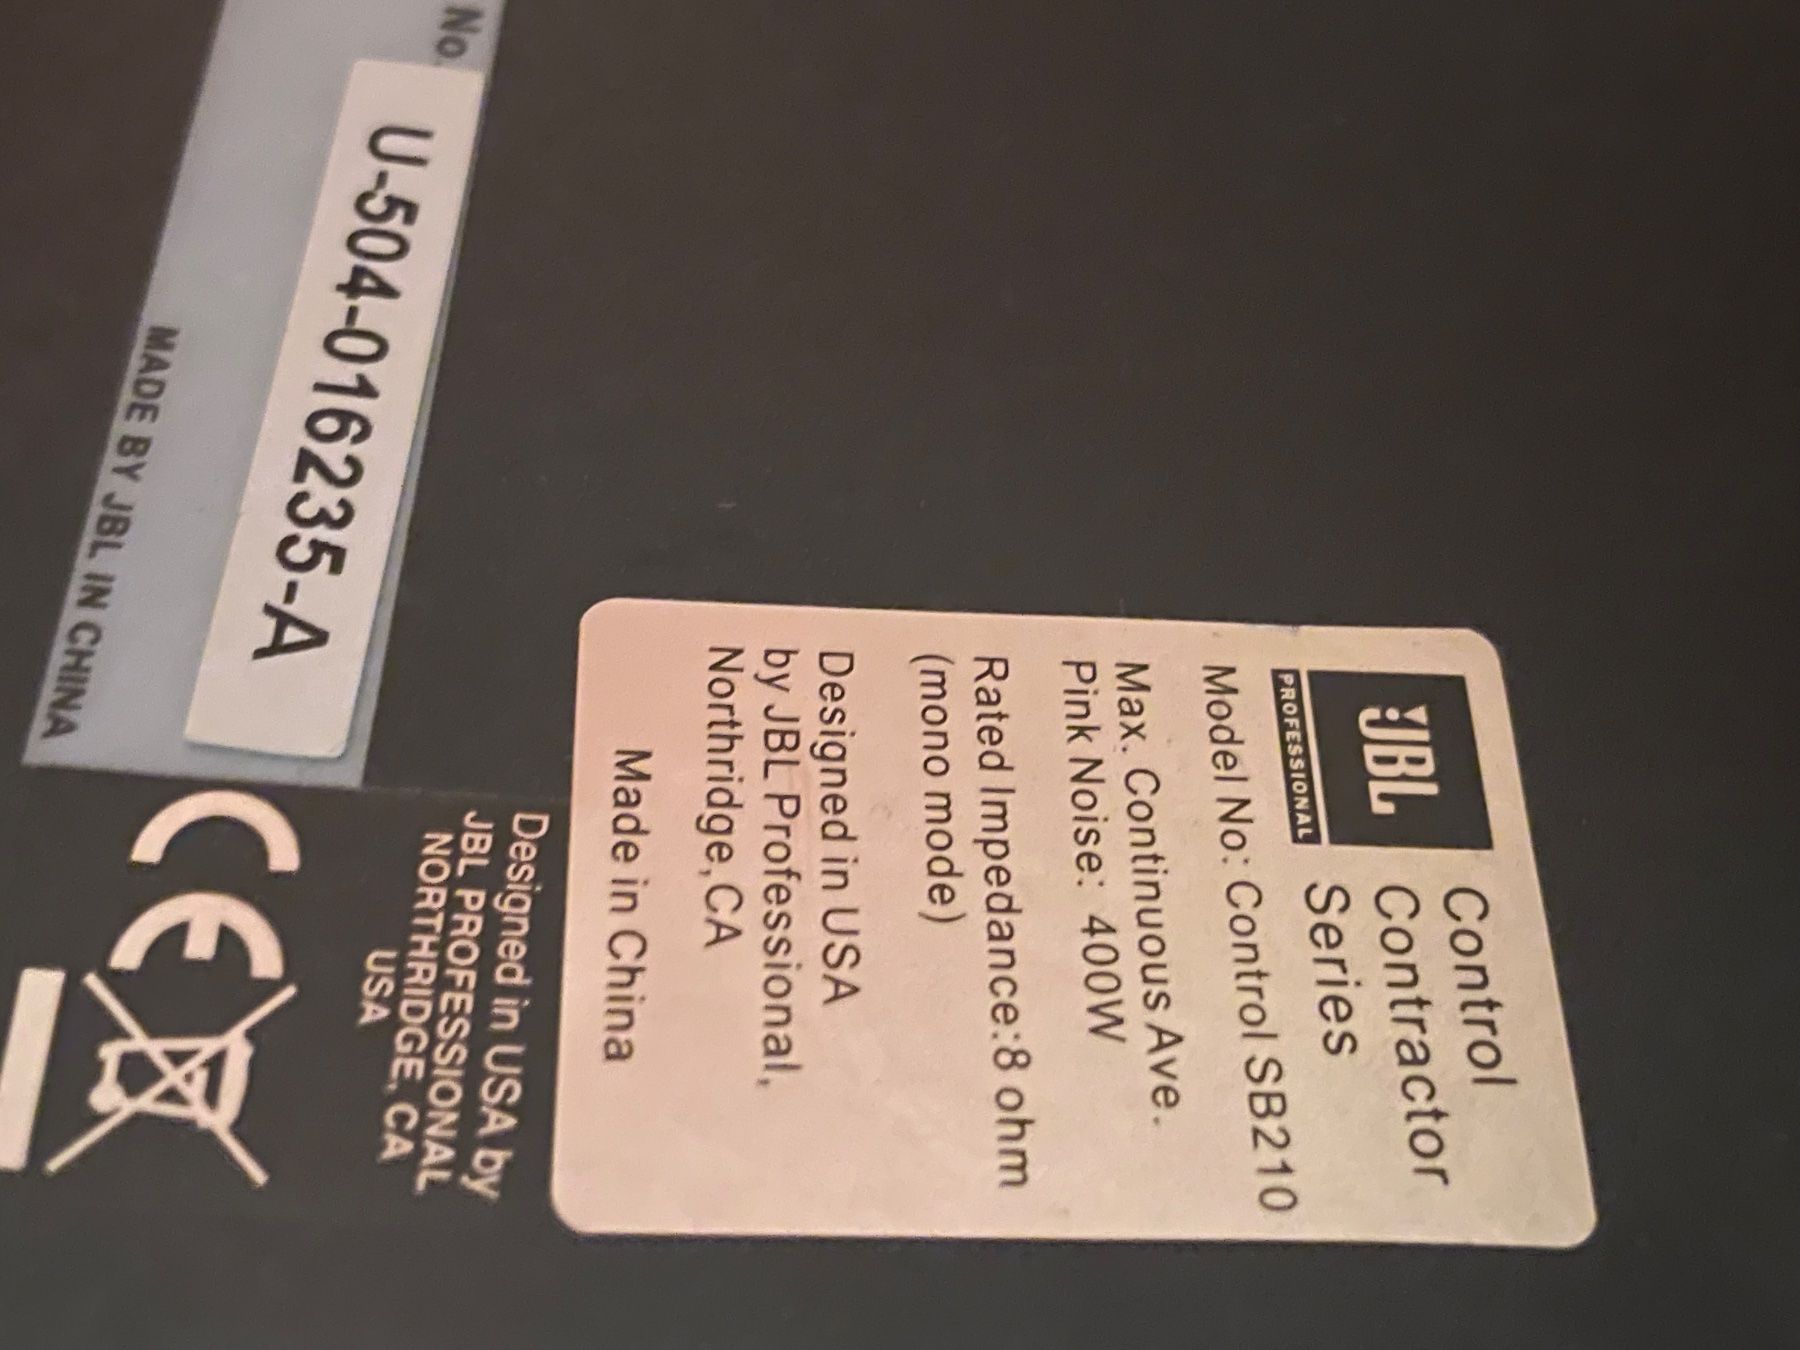 JBL
PROFESSIONAL
Control
Contractor
Series
Model No: Control SB210
Max. Continuous Ave.
Pink Noise: 400W
Rated Impedance:8 ohm
(mono mode)
Designed in USA
by JBL Professional,
Northridge,CA
Made in China
No.
U-504-016235-A
MADE BY JBL IN CHINA
Designed in USA by
JBL PROFESSIONAL
NORTHRIDGE, CA
USA
CE